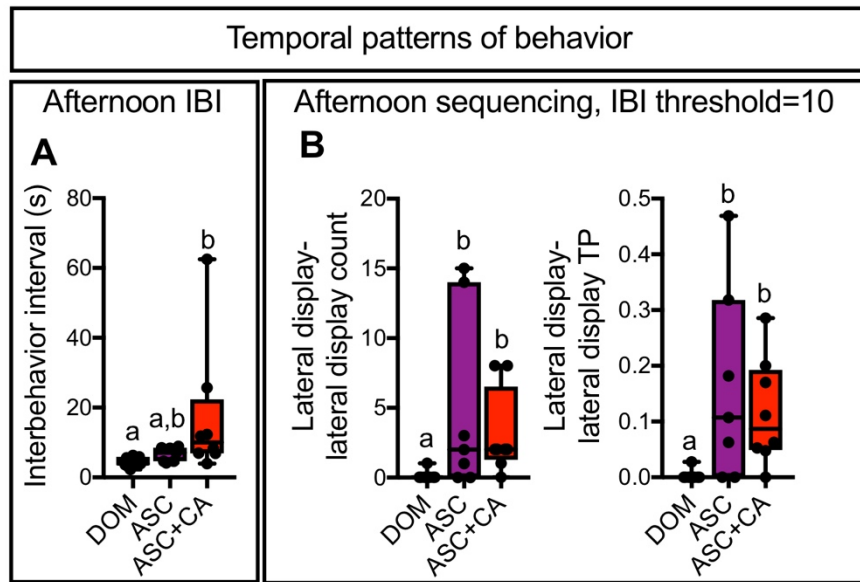 Temporal patterns of behavior
Afternoon IBI
A
Interbehavior interval (s)
80
60
40
20
0
a
a,b
b
DOM
ASC
ASC+CA
Afternoon sequencing, IBI threshold=10
B
Lateral display-
lateral display count
20
15
10
5
0
a
b
b
DOM
ASC
ASC+CA
Lateral display-
lateral display TP
0.5
0.4
0.3
0.2
0.1
0.0
a
b
b
DOM
ASC
ASC+CA